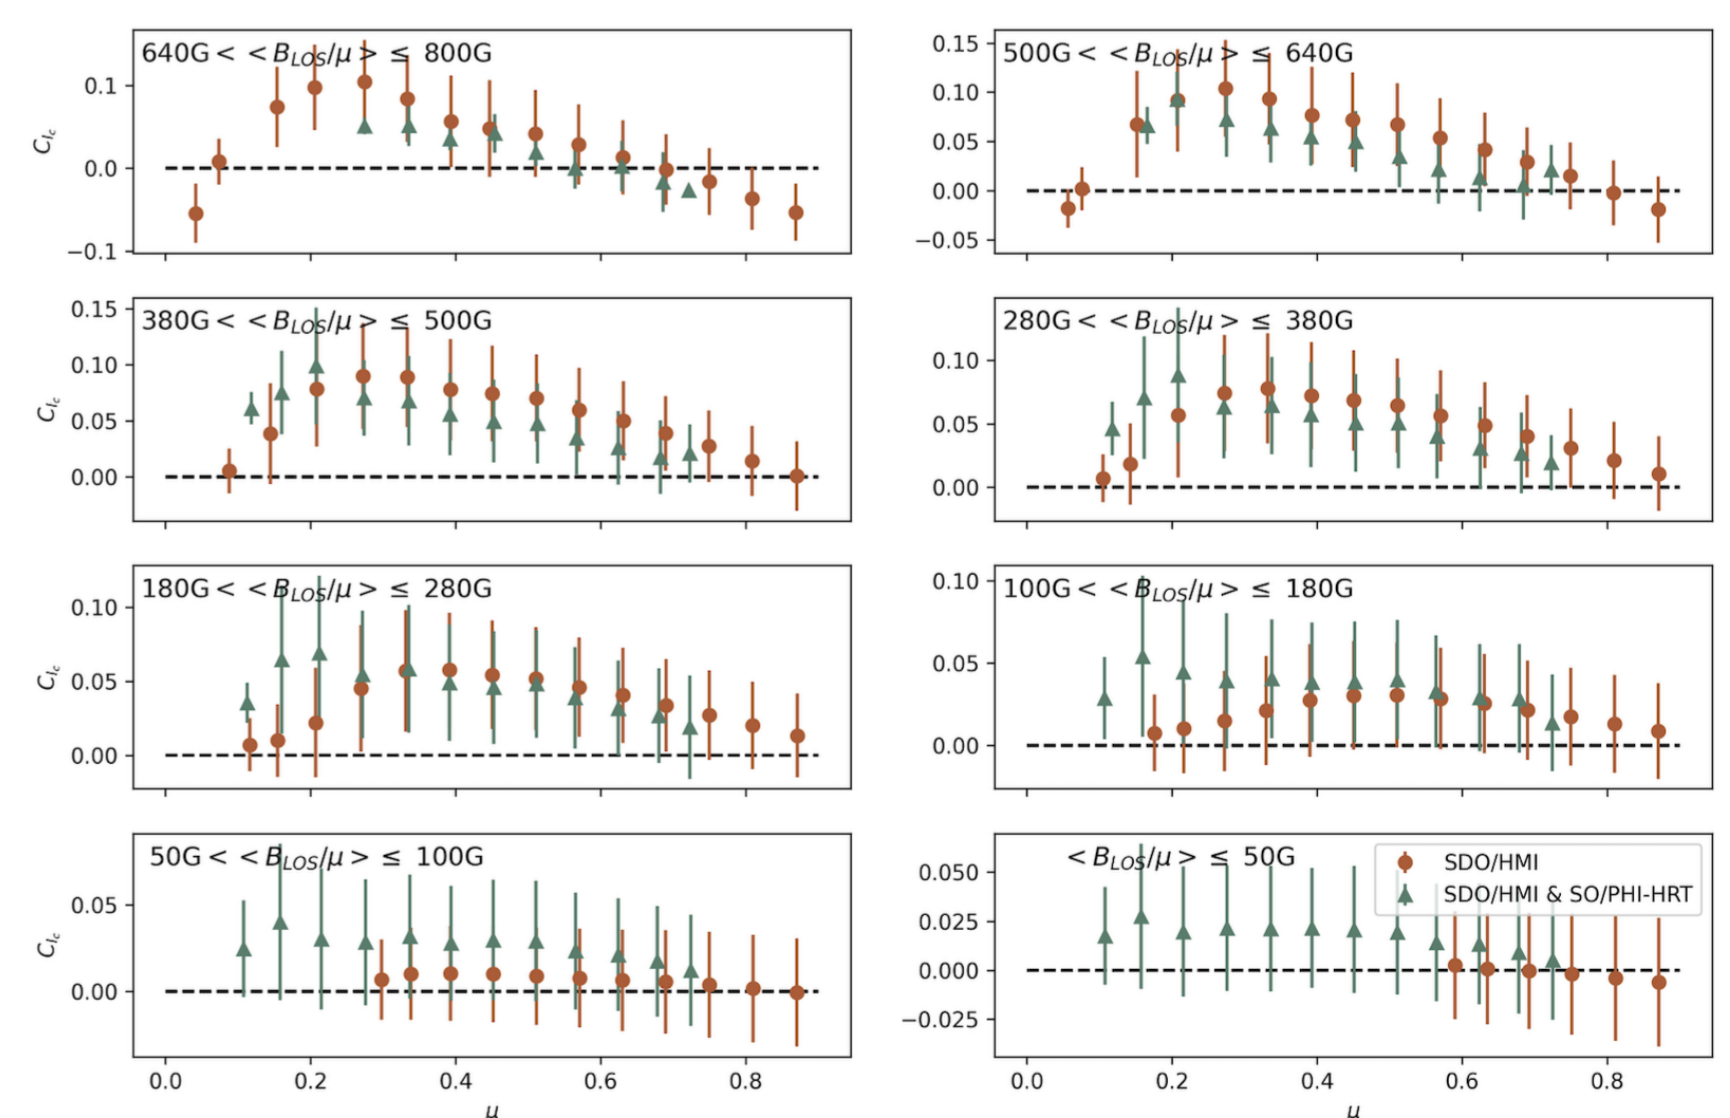 640G < < B_LOS/μ > ≤ 800G
0.1
0.0
−0.1
C_Ic
500G < < B_LOS/μ > ≤ 640G
0.15
0.10
0.05
0.00
−0.05
380G < < B_LOS/μ > ≤ 500G
0.15
0.10
0.05
0.00
C_Ic
280G < < B_LOS/μ > ≤ 380G
0.10
0.05
0.00
180G < < B_LOS/μ > ≤ 280G
0.10
0.05
0.00
C_Ic
100G < < B_LOS/μ > ≤ 180G
0.10
0.05
0.00
50G < < B_LOS/μ > ≤ 100G
0.05
0.00
C_Ic
0.0 0.2 0.4 0.6 0.8
μ
< B_LOS/μ > ≤ 50G
SDO/HMI
SDO/HMI & SO/PHI-HRT
0.050
0.025
0.000
−0.025
0.0 0.2 0.4 0.6 0.8
μ